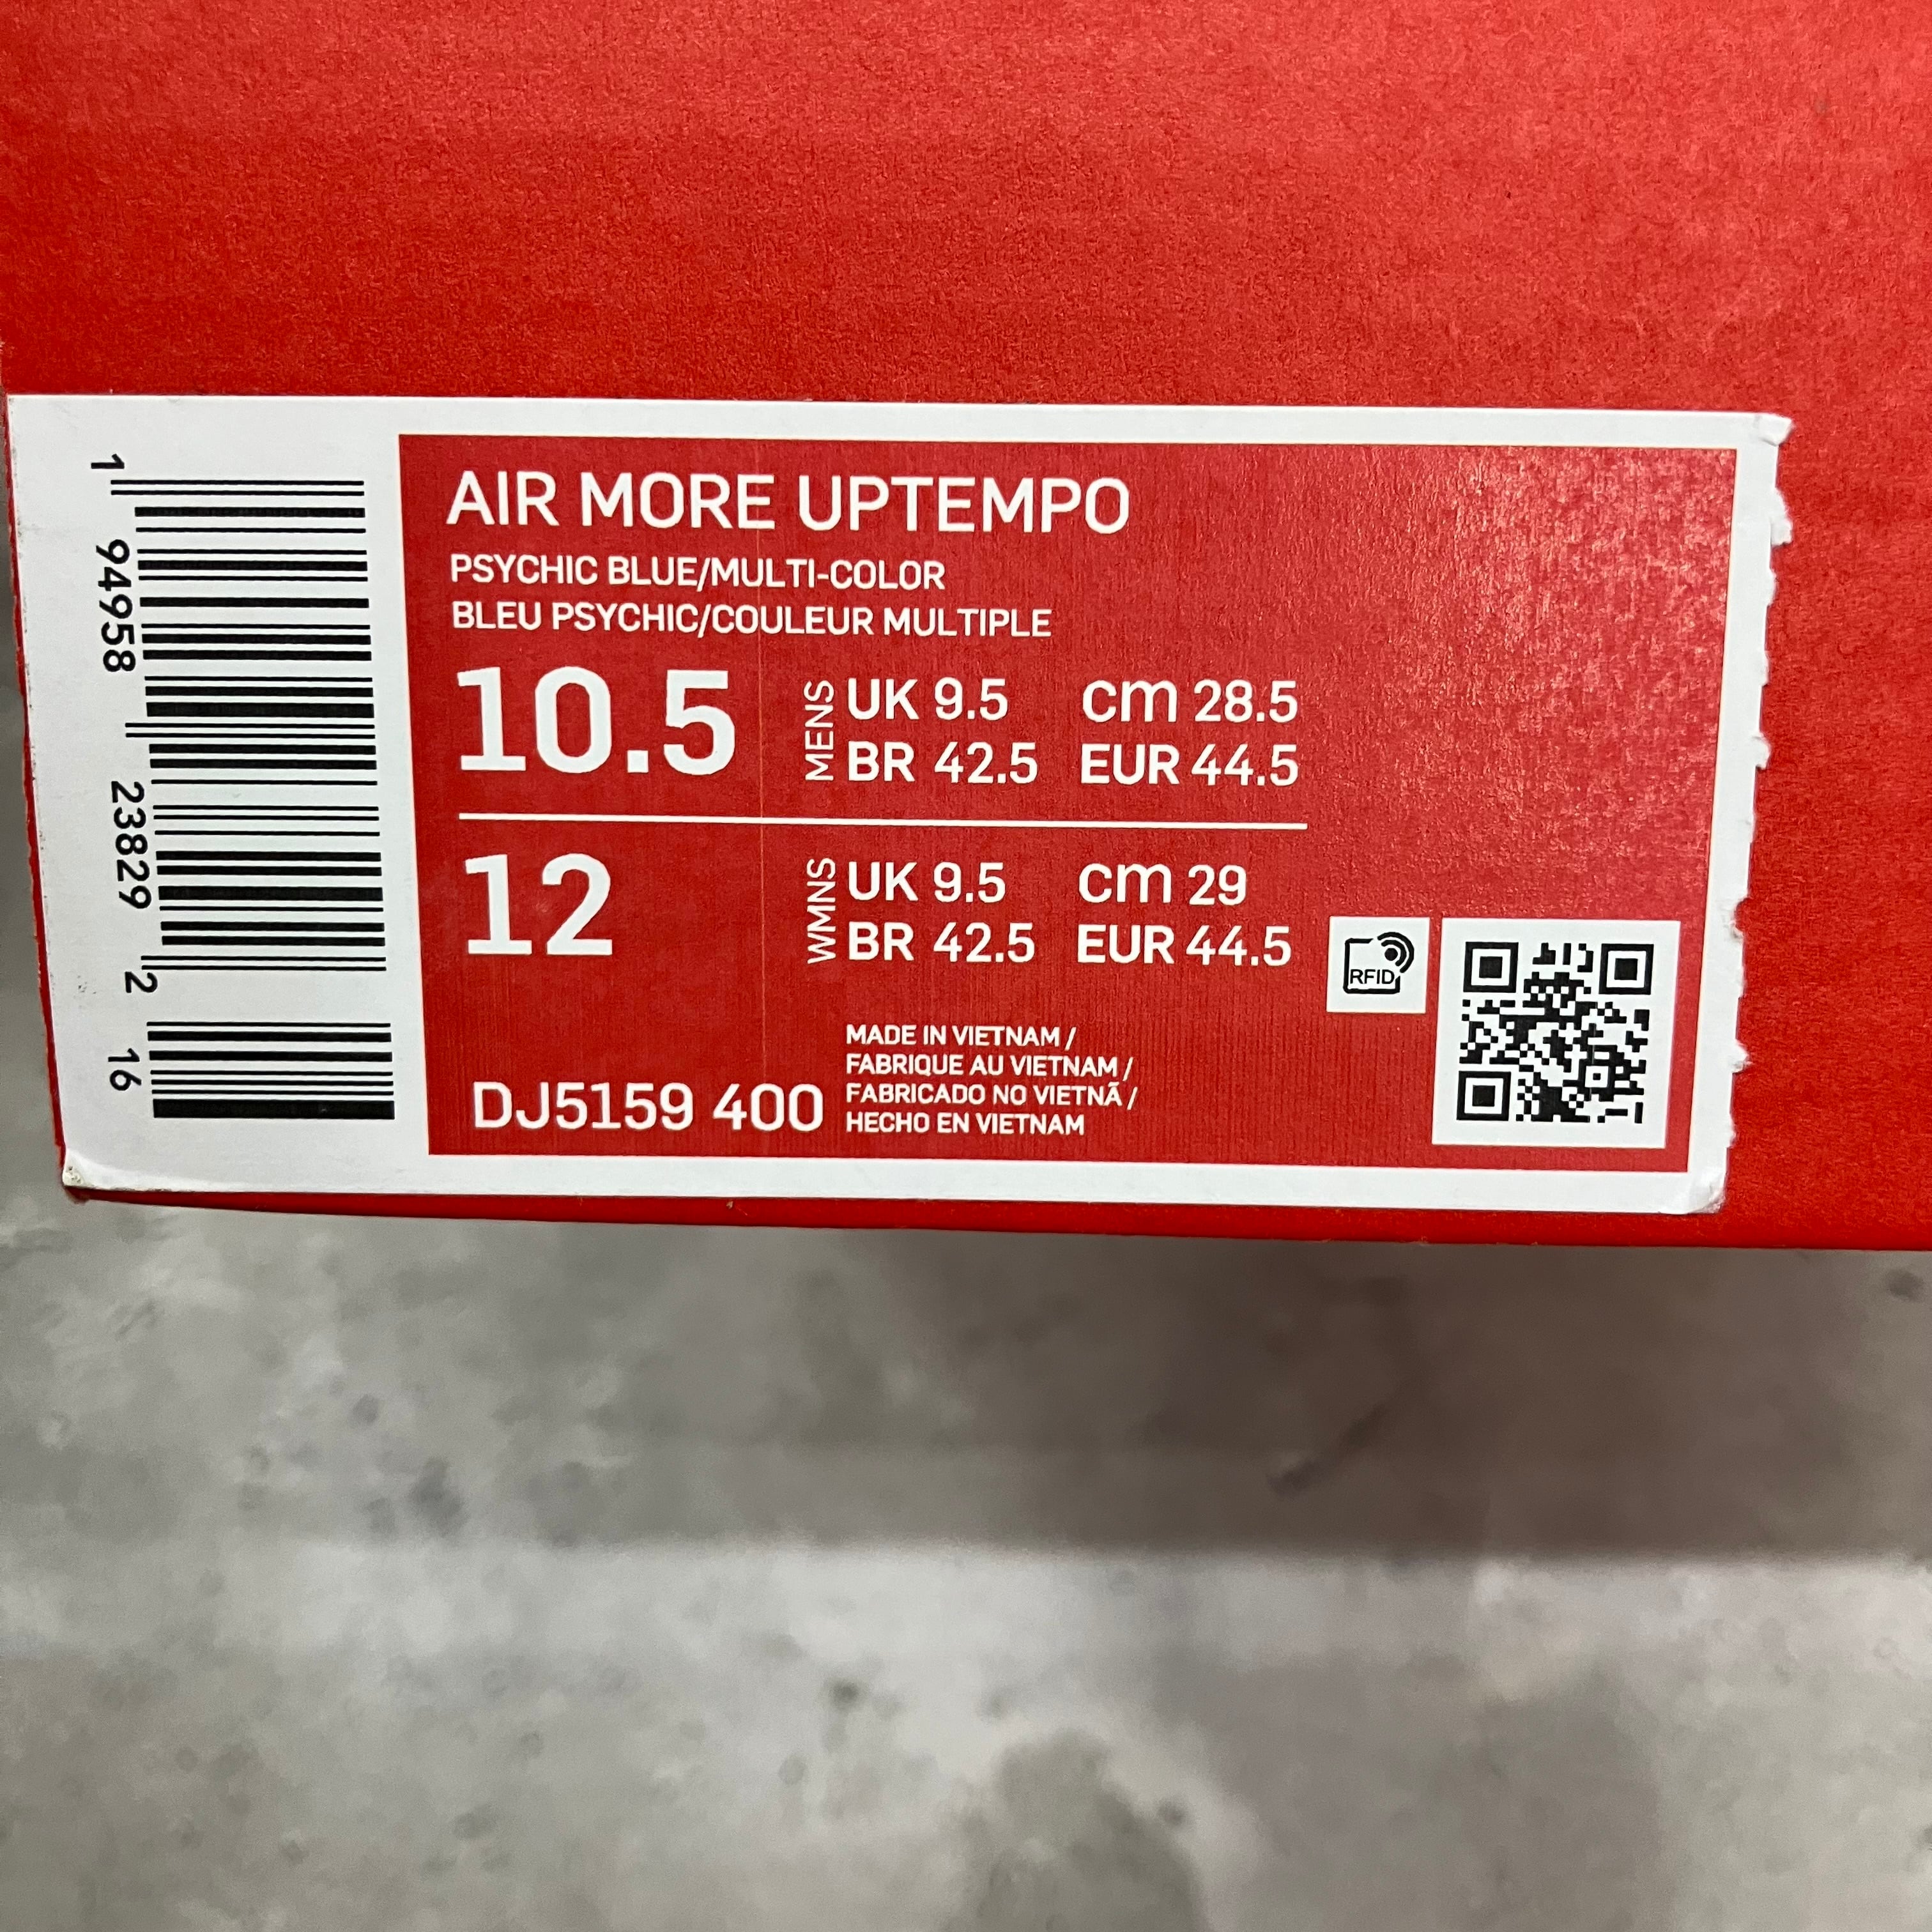 1 94958 23829 2 16
AIR MORE UPTEMPO
PSYCHIC BLUE/MULTI-COLOR
BLEU PSYCHIC/COULEUR MULTIPLE
10.5 MENS UK 9.5 cm 28.5
BR 42.5 EUR 44.5
12 WMNS UK 9.5 cm 29
BR 42.5 EUR 44.5
RFID
MADE IN VIETNAM /
FABRIQUE AU VIETNAM /
FABRICADO NO VIETNÃ /
HECHO EN VIETNAM
DJ5159 400